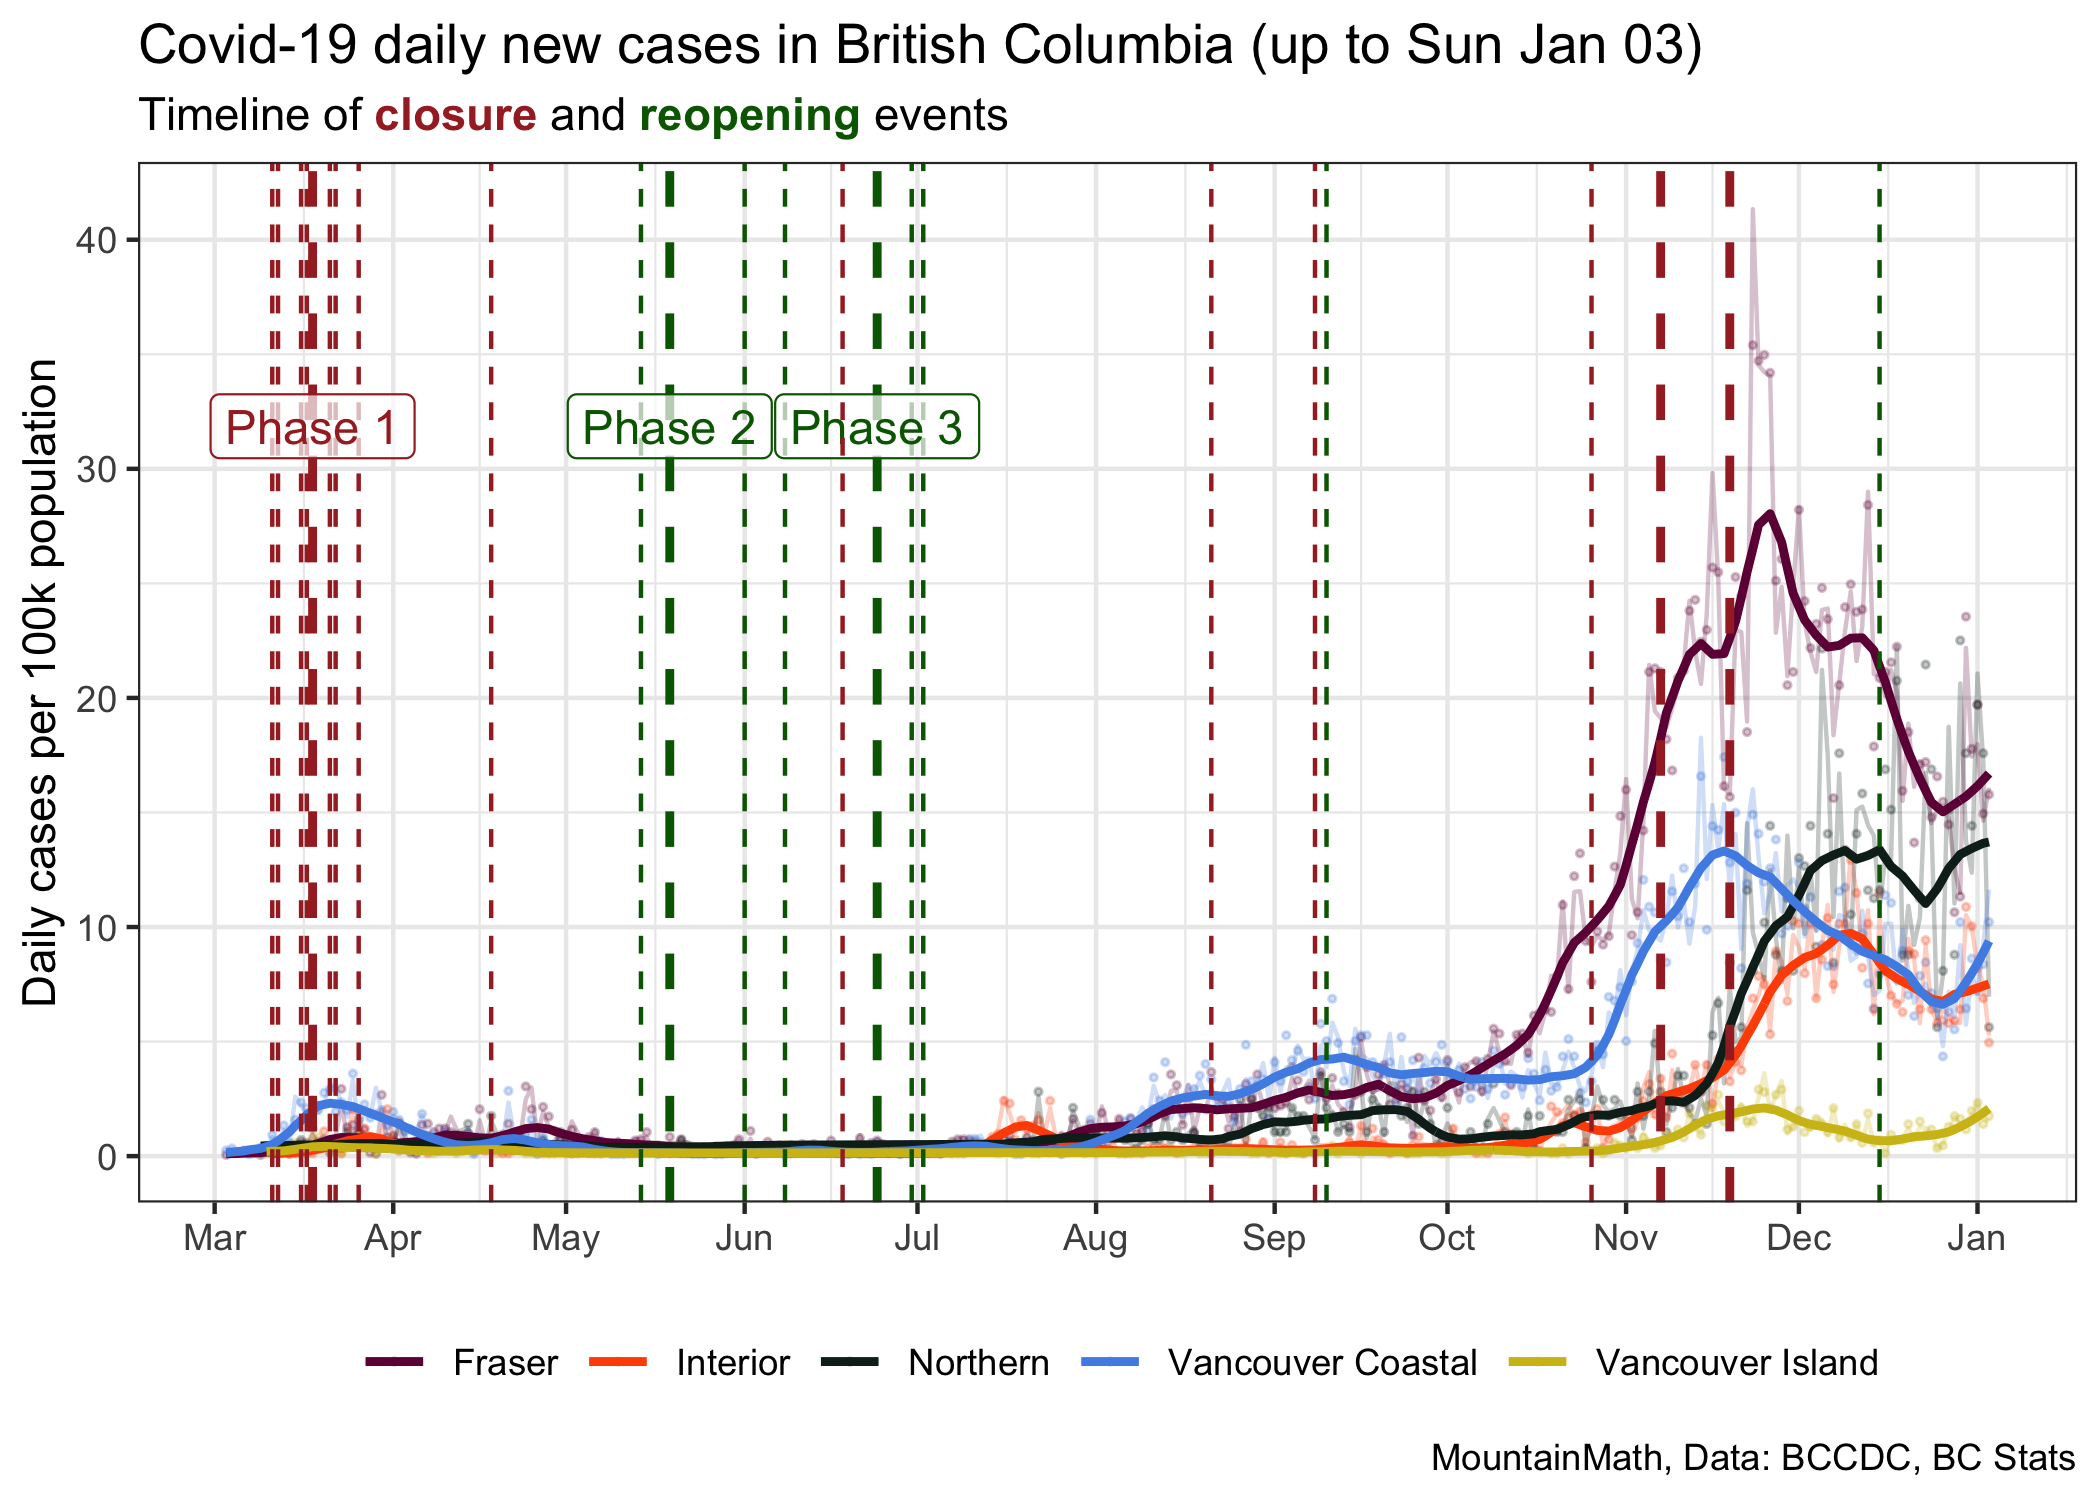 Covid-19 daily new cases in British Columbia (up to Sun Jan 03)
Timeline of closure and reopening events
Daily cases per 100k population
40
30
20
10
0
Phase 1
Phase 2
Phase 3
Mar Apr May Jun Jul Aug Sep Oct Nov Dec Jan
Fraser Interior Northern Vancouver Coastal Vancouver Island
MountainMath, Data: BCCDC, BC Stats